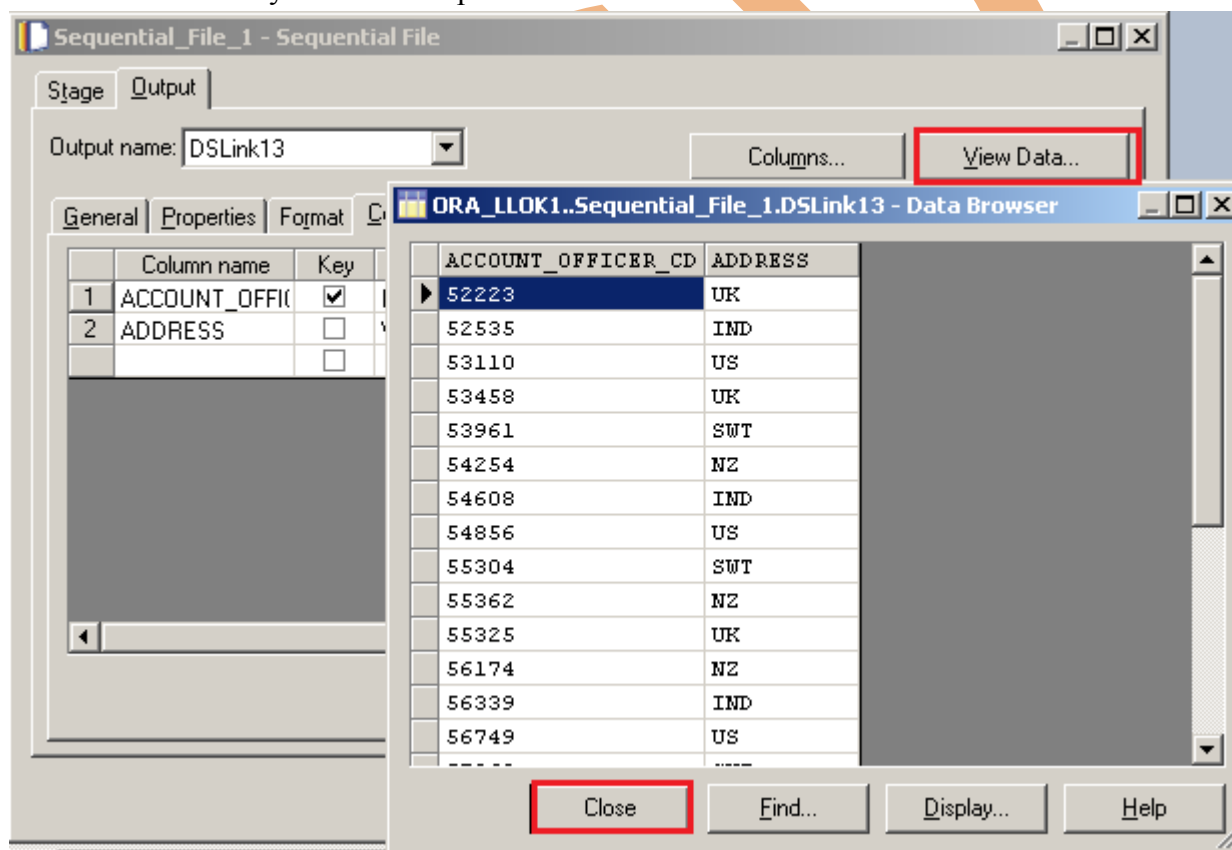 Sequential_File_1 - Sequential File
Stage Output
Output name: DSLink13
Columns... View Data...
General Properties Format
Column name Key
1 ACCOUNT_OFFI
2 ADDRESS
ORA_LLOK1..Sequential_File_1.DSLink13 - Data Browser
ACCOUNT_OFFICER_CD ADDRESS
52223 UK
52535 IND
53110 US
53458 UK
53961 SWT
54254 NZ
54608 IND
54856 US
55304 SWT
55362 NZ
55325 UK
56174 NZ
56339 IND
56749 US
Close Find... Display... Help